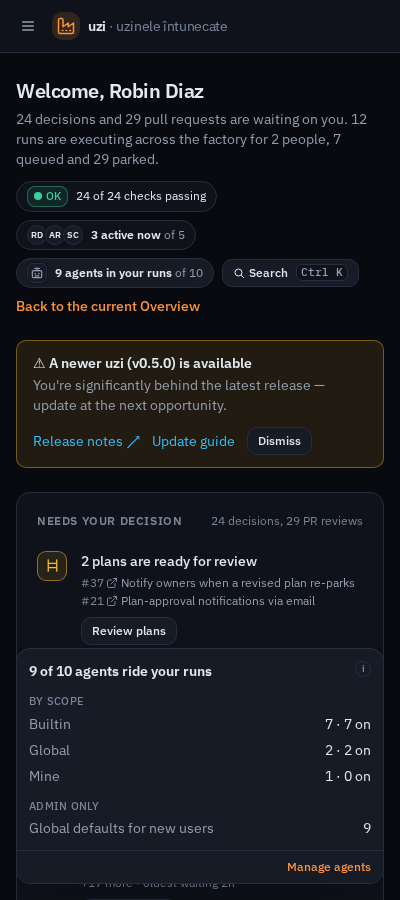 uzi · uzinele întunecate
Welcome, Robin Diaz
24 decisions and 29 pull requests are waiting on you. 12
runs are executing across the factory for 2 people, 7
queued and 29 parked.
OK 24 of 24 checks passing
RD AR SC 3 active now of 5
9 agents in your runs of 10 Search Ctrl K
Back to the current Overview
⚠ A newer uzi (v0.5.0) is available
You're significantly behind the latest release —
update at the next opportunity.
Release notes ↗ Update guide Dismiss
NEEDS YOUR DECISION 24 decisions, 29 PR reviews
2 plans are ready for review
#37 Notify owners when a revised plan re-parks
#21 Plan-approval notifications via email
Review plans
9 of 10 agents ride your runs i
BY SCOPE
Builtin 7 · 7 on
Global 2 · 2 on
Mine 1 · 0 on
ADMIN ONLY
Global defaults for new users 9
Manage agents